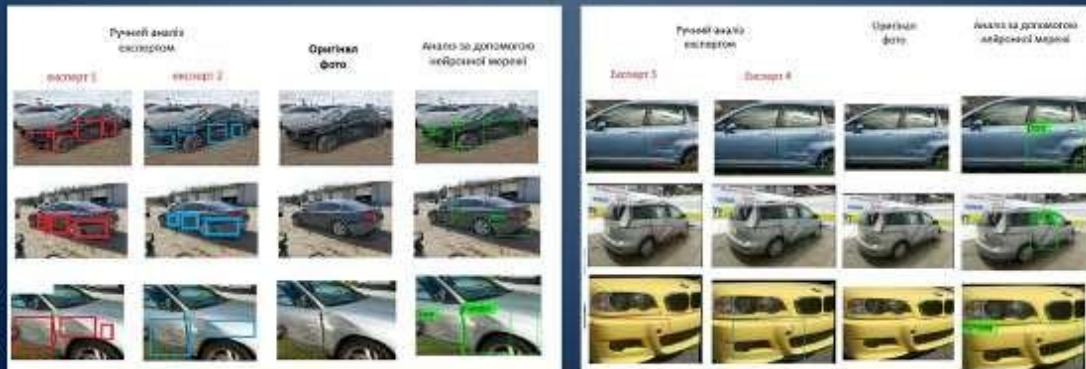 Ручний аналіз
експертом
експерт 1
експерт 2
Оригінал
фото
Аналіз за допомогою
нейронної мережі
Ручний аналіз
експертом
Експерт 3
Експерт 4
Оригінал
фото
Аналіз за допомогою
нейронної мережі